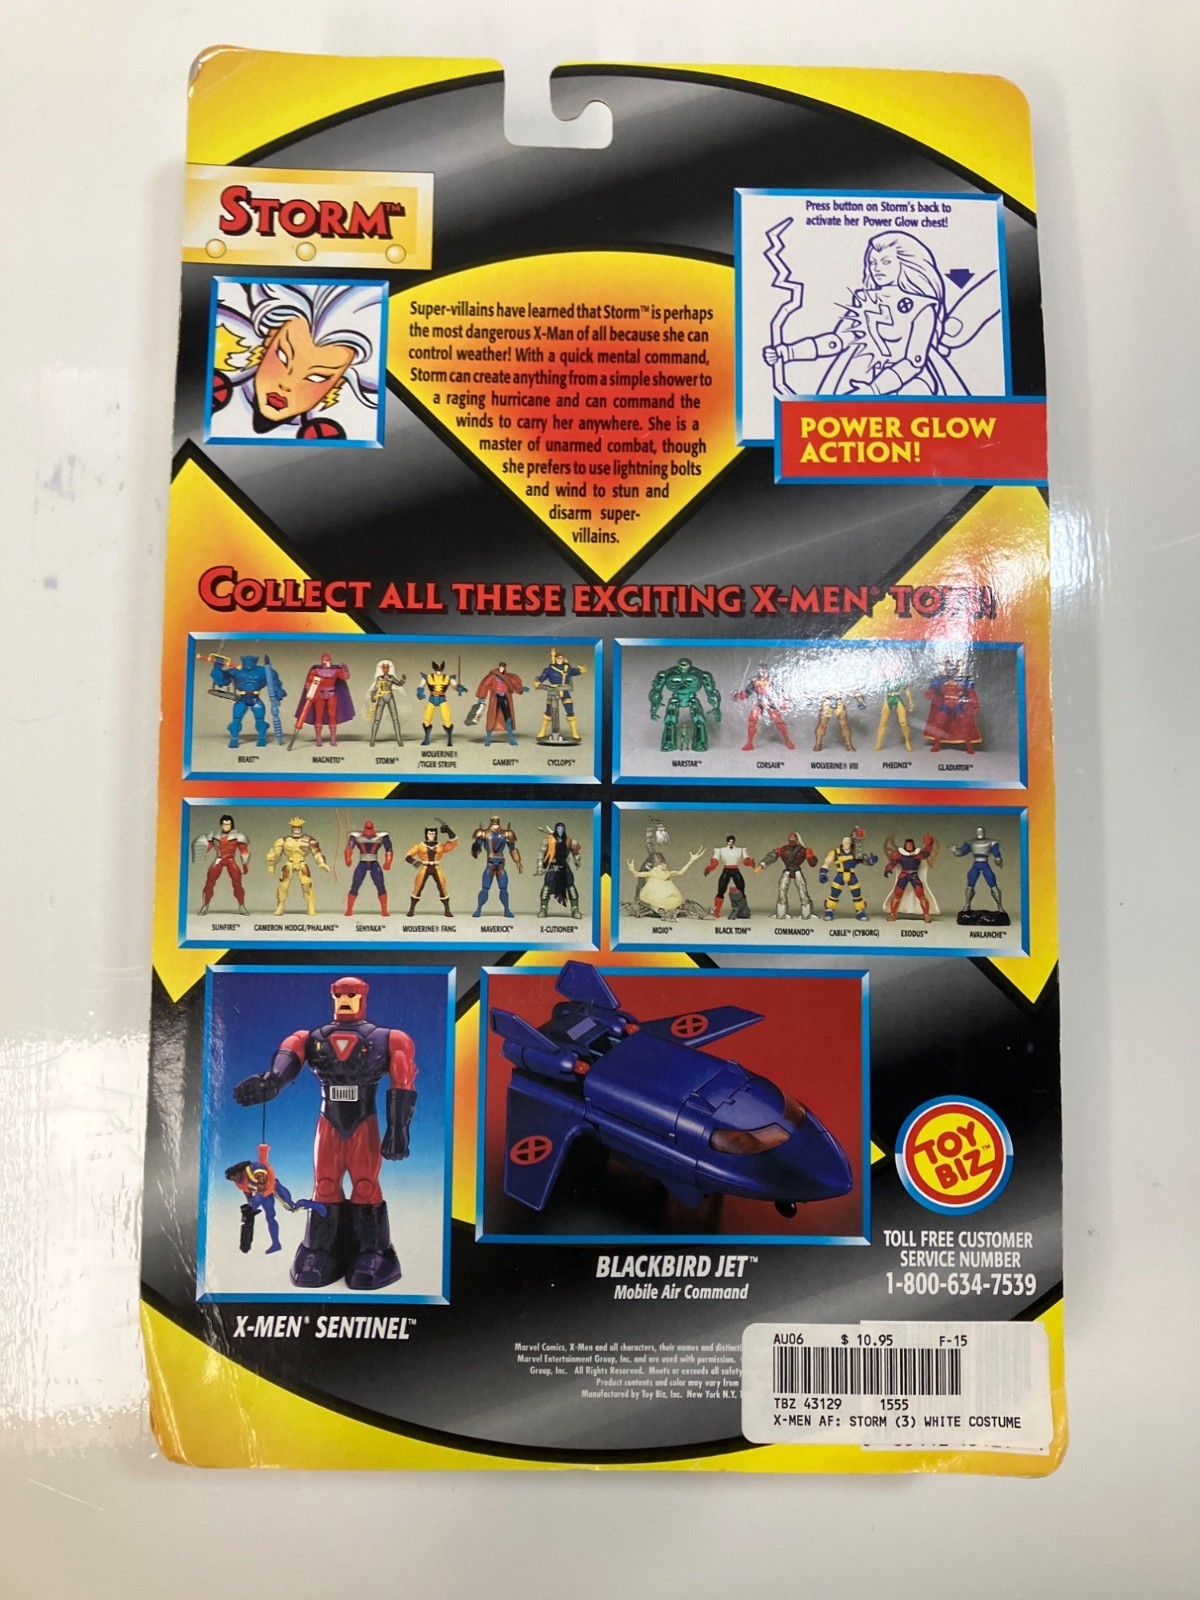 STORM™
Press button on Storm's back to
activate her Power Glow chest!
POWER GLOW
ACTION!
Super-villains have learned that Storm™ is perhaps
the most dangerous X-Man of all because she can
control weather! With a quick mental command,
Storm can create anything from a simple shower to
a raging hurricane and can command the
winds to carry her anywhere. She is a
master of unarmed combat, though
she prefers to use lightning bolts
and wind to stun and
disarm super-
villains.
COLLECT ALL THESE EXCITING X-MEN®
BEAST™
MAGNETO™
STORM™
WOLVERINE®
/TIGER STRIPE
GAMBIT™
CYCLOPS™
WARSTAR™
CORSAIR™
WOLVERINE® VIII
PHEONIX™
GLADIATOR™
SUNFIRE™
CAMERON HODGE/PHALANX™
SENYAKA™
WOLVERINE® FANG
MAVERICK™
X-CUTIONER™
MOJO™
BLACK TOM™
COMMANDO™
CABLE™ (CYBORG)
EXODUS™
AVALANCHE™
X-MEN® SENTINEL™
BLACKBIRD JET™
Mobile Air Command
TOY
BIZ™
TOLL FREE CUSTOMER
SERVICE NUMBER
1-800-634-7539
Marvel Comics, X-Men and all characters, their names and
Marvel Entertainment Group, Inc. and are used with permission.
Group, Inc. All Rights Reserved. Meets or exceeds all safety
Product contents and color may vary from
Manufactured by Toy Biz, Inc. New York N.Y.
AU06 $ 10.95 F-15
TBZ 43129 1555
X-MEN AF: STORM (3) WHITE COSTUME